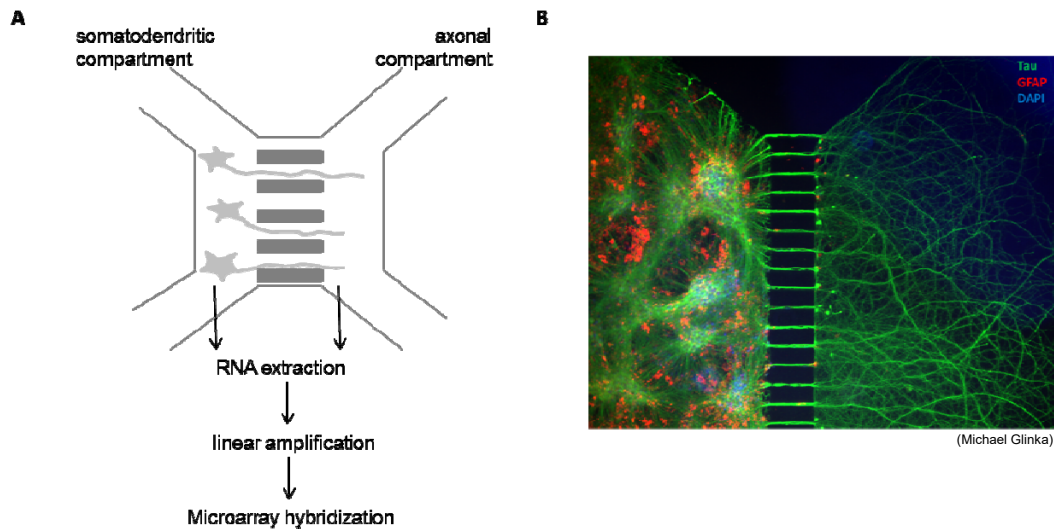 A
somatodendritic
compartment
axonal
compartment
RNA extraction
linear amplification
Microarray hybridization
B
Tau
GFAP
DAPI
(Michael Glinka)